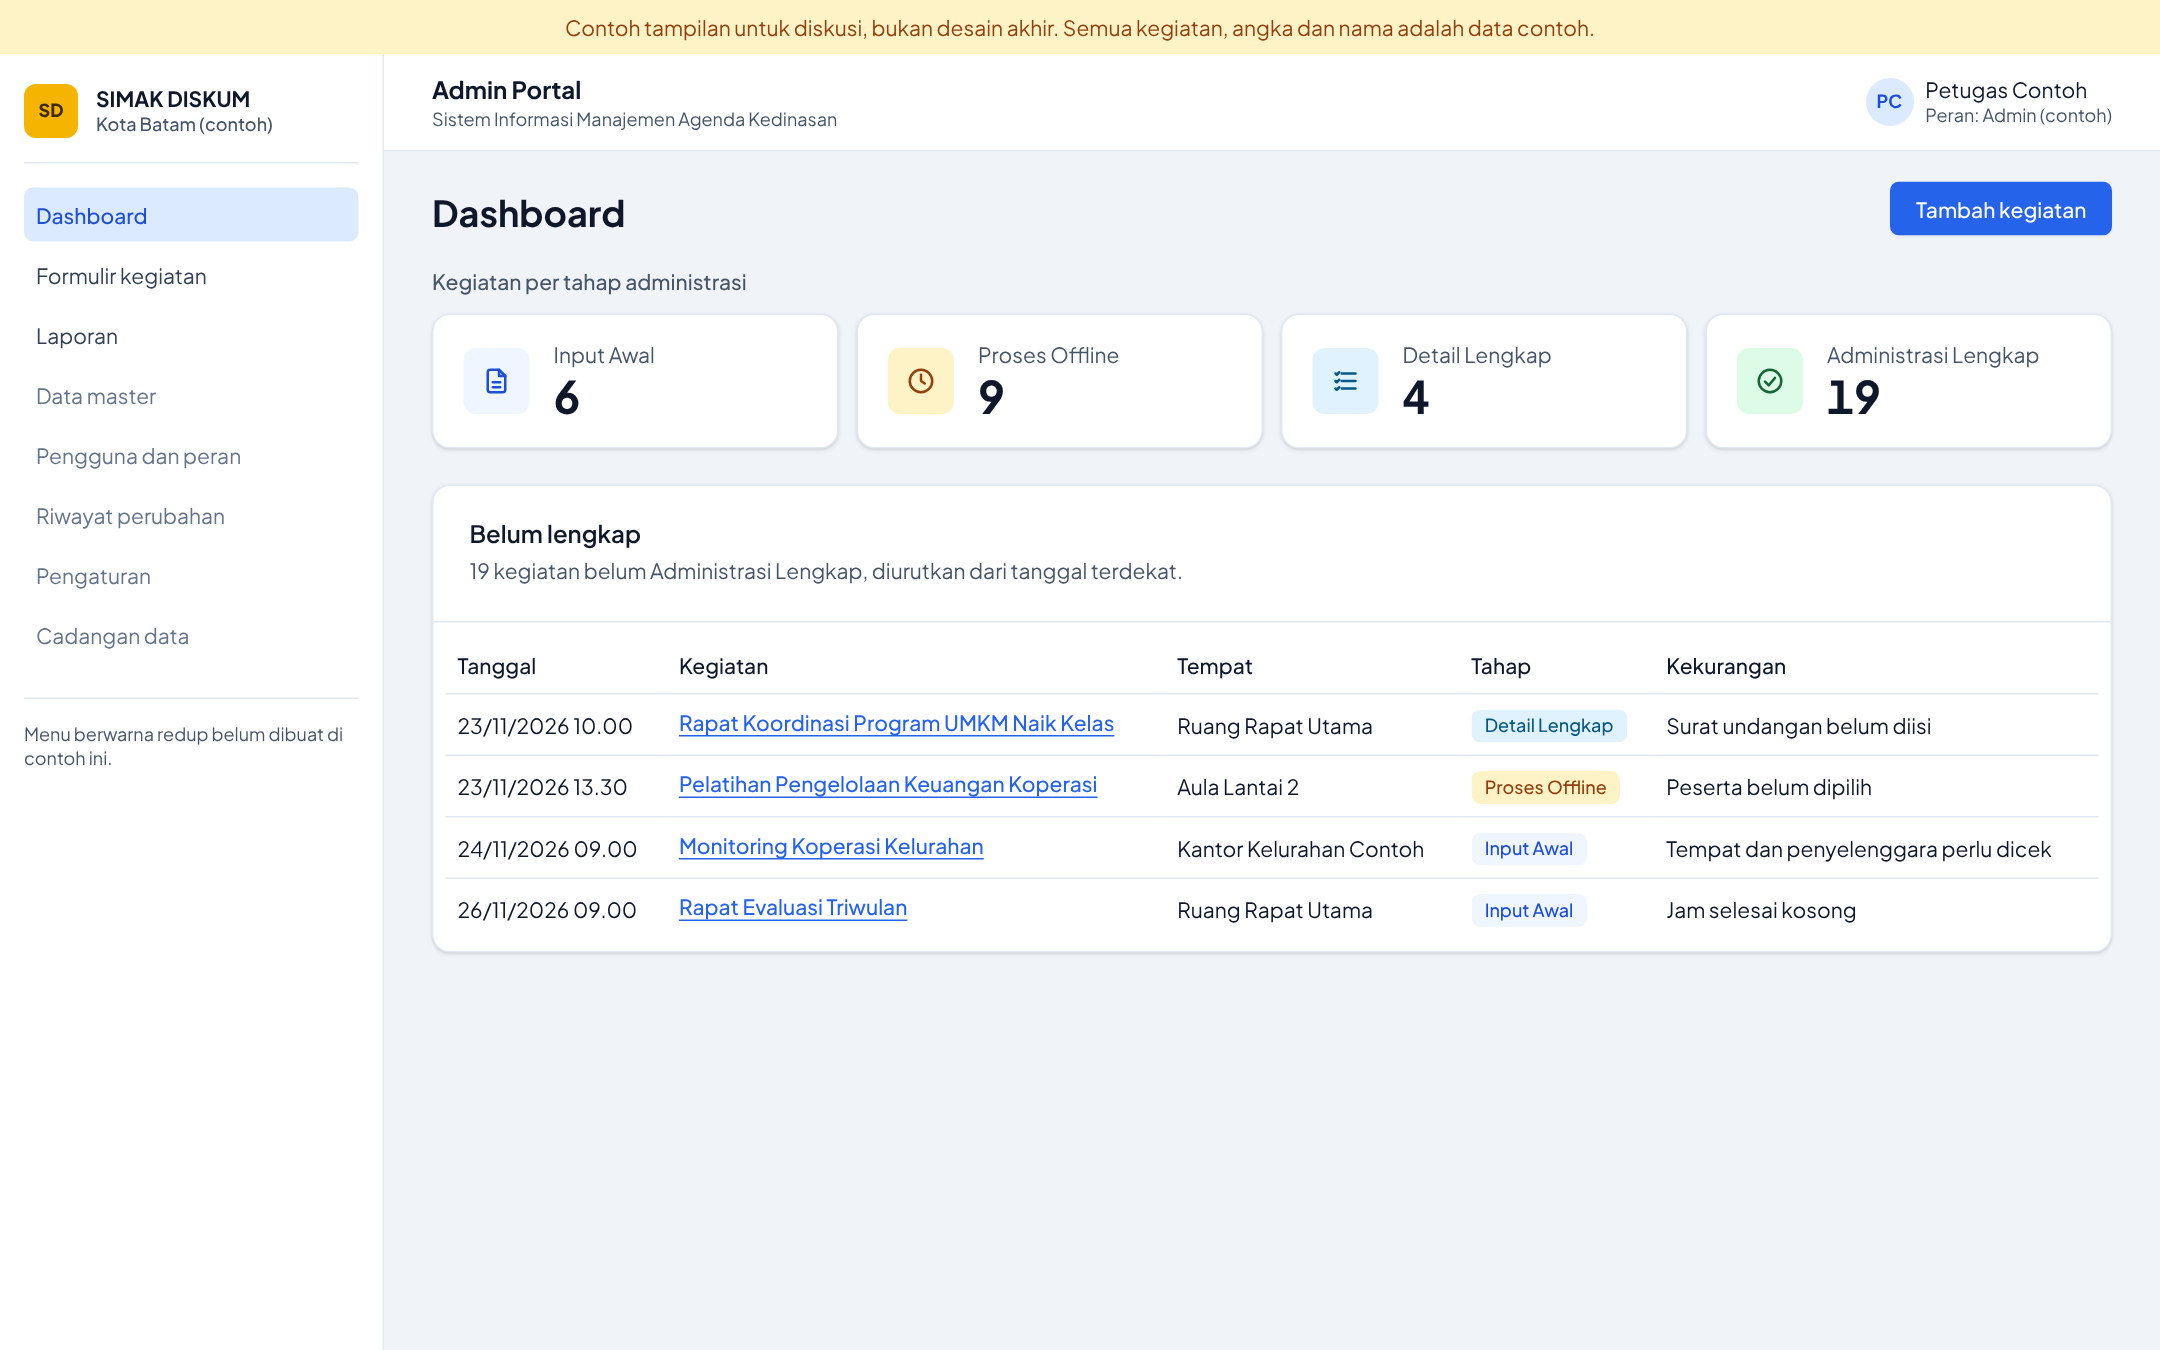 Contoh tampilan untuk diskusi, bukan desain akhir. Semua kegiatan, angka dan nama adalah data contoh.
SD
SIMAK DISKUM
Kota Batam (contoh)
Dashboard
Formulir kegiatan
Laporan
Data master
Pengguna dan peran
Riwayat perubahan
Pengaturan
Cadangan data
Menu berwarna redup belum dibuat di
contoh ini.
Admin Portal
Sistem Informasi Manajemen Agenda Kedinasan
PC
Petugas Contoh
Peran: Admin (contoh)
Dashboard
Tambah kegiatan
Kegiatan per tahap administrasi
Input Awal
6
Proses Offline
9
Detail Lengkap
4
Administrasi Lengkap
19
Belum lengkap
19 kegiatan belum Administrasi Lengkap, diurutkan dari tanggal terdekat.
Tanggal Kegiatan Tempat Tahap Kekurangan
23/11/2026 10.00 Rapat Koordinasi Program UMKM Naik Kelas Ruang Rapat Utama Detail Lengkap Surat undangan belum diisi
23/11/2026 13.30 Pelatihan Pengelolaan Keuangan Koperasi Aula Lantai 2 Proses Offline Peserta belum dipilih
24/11/2026 09.00 Monitoring Koperasi Kelurahan Kantor Kelurahan Contoh Input Awal Tempat dan penyelenggara perlu dicek
26/11/2026 09.00 Rapat Evaluasi Triwulan Ruang Rapat Utama Input Awal Jam selesai kosong